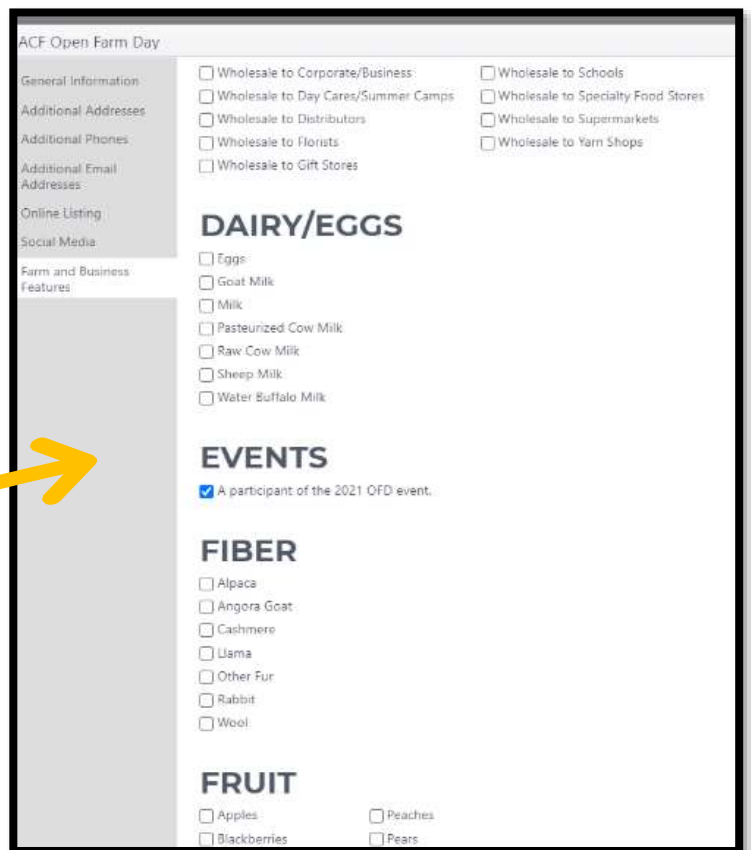 ACF Open Farm Day
General Information
Additional Addresses
Additional Phones
Additional Email
Addresses
Online Listing
Social Media
Farm and Business
Features
Wholesale to Corporate/Business
Wholesale to Schools
Wholesale to Day Cares/Summer Camps
Wholesale to Specialty Food Stores
Wholesale to Distributors
Wholesale to Supermarkets
Wholesale to Florists
Wholesale to Yarn Shops
Wholesale to Gift Stores
DAIRY/EGGS
Eggs
Goat Milk
Milk
Pasteurized Cow Milk
Raw Cow Milk
Sheep Milk
Water Buffalo Milk
EVENTS
A participant of the 2021 OFD event.
FIBER
Alpaca
Angora Goat
Cashmere
Llama
Other Fur
Rabbit
Wool
FRUIT
Apples
Peaches
Blackberries
Pears